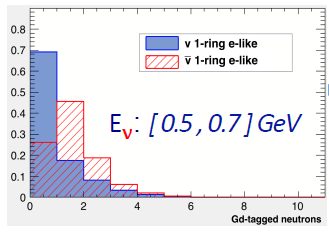 0.8
0.7
0.6
0.5
0.4
0.3
0.2
0.1
0
ν 1-ring e-like
ν̅ 1-ring e-like
Eν: [0.5, 0.7] GeV
0 2 4 6 8 10
Gd-tagged neutrons